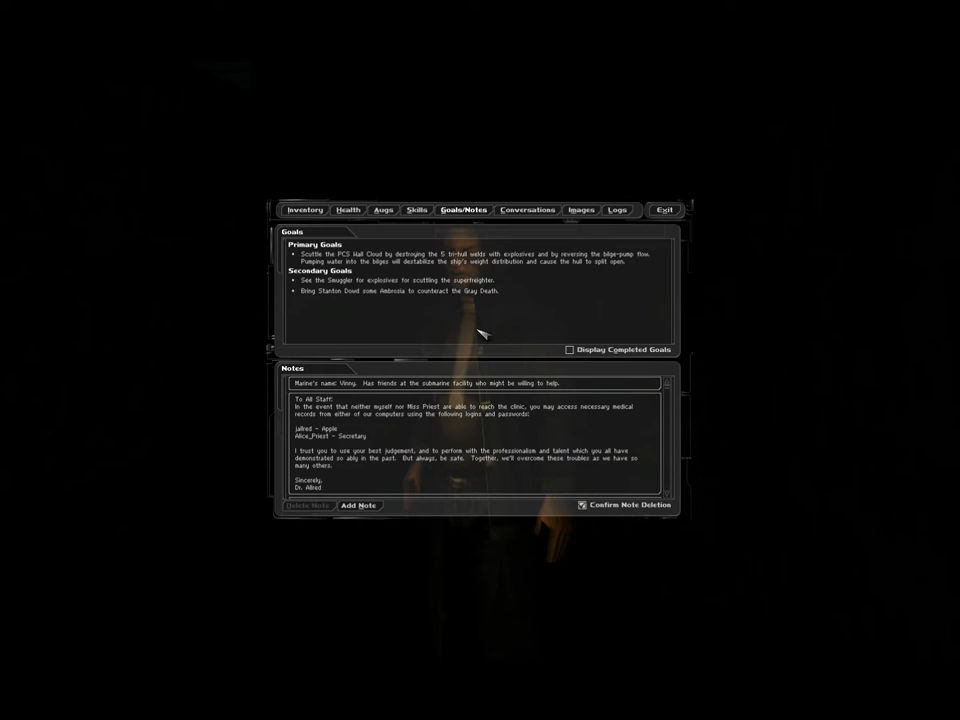 Inventory Health Augs Skills Goals/Notes Conversations Images Logs Exit
Goals
Primary Goals
• Scuttle the PCS Wall Cloud by destroying the 5 tri-hull welds with explosives and by reversing the bilge-pump flow.
Pumping water into the bilges will destabilize the ship's weight distribution and cause the hull to split open.
Secondary Goals
• See the Smuggler for explosives for scuttling the superfreighter.
• Bring Stanton Dowd some Ambrosia to counteract the Gray Death.
Display Completed Goals
Notes
Marine's name: Vinny. Has friends at the submarine facility who might be willing to help.
To All Staff:
In the event that neither myself nor Miss Priest are able to reach the clinic, you may access necessary medical
records from either of our computers using the following logins and passwords:
jallred - Apple
Alice_Priest - Secretary
I trust you to use your best judgement, and to perform with the professionalism and talent which you all have
demonstrated so ably in the past. But always, be safe. Together, we'll overcome these troubles as we have so
many others.
Sincerely,
Dr. Allred
Delete Note Add Note Confirm Note Deletion